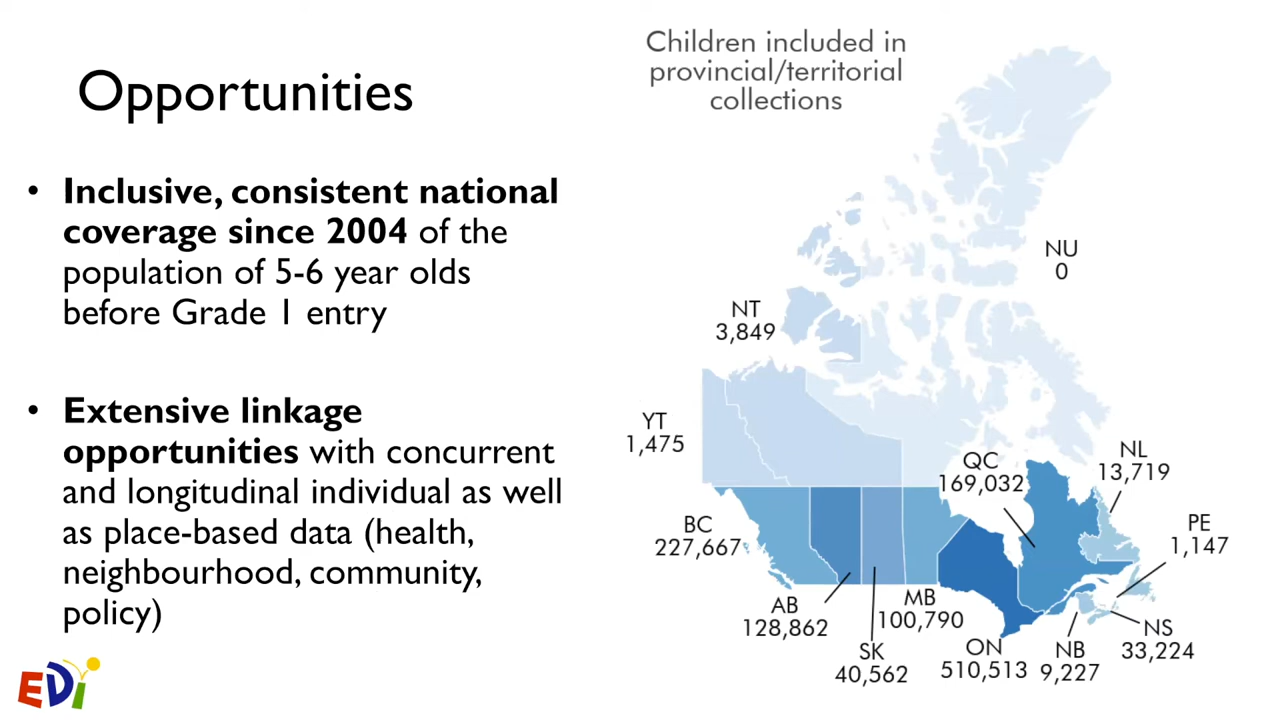 Opportunities
• Inclusive, consistent national
coverage since 2004 of the
population of 5-6 year olds
before Grade 1 entry
• Extensive linkage
opportunities with concurrent
and longitudinal individual as well
as place-based data (health,
neighbourhood, community,
policy)
EDI
Children included in
provincial/territorial
collections
NU
0
NT
3,849
YT
1,475
BC
227,667
AB
128,862
SK
40,562
MB
100,790
ON
510,513
QC
169,032
NL
13,719
PE
1,147
NS
33,224
NB
9,227